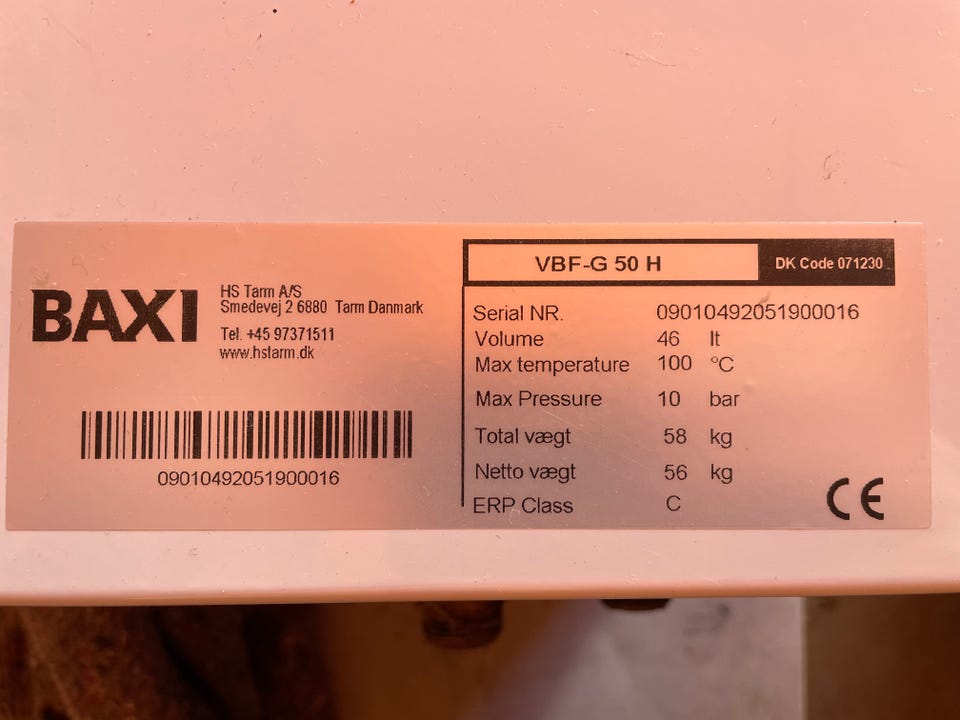 BAXI
HS Tarm A/S
Smedevej 2 6880 Tarm Danmark
Tel. +45 97371511
www.hstarm.dk
09010492051900016
VBF-G 50 H
DK Code 071230
Serial NR. 09010492051900016
Volume 46 lt
Max temperature 100 °C
Max Pressure 10 bar
Total vægt 58 kg
Netto vægt 56 kg
ERP Class C
CE